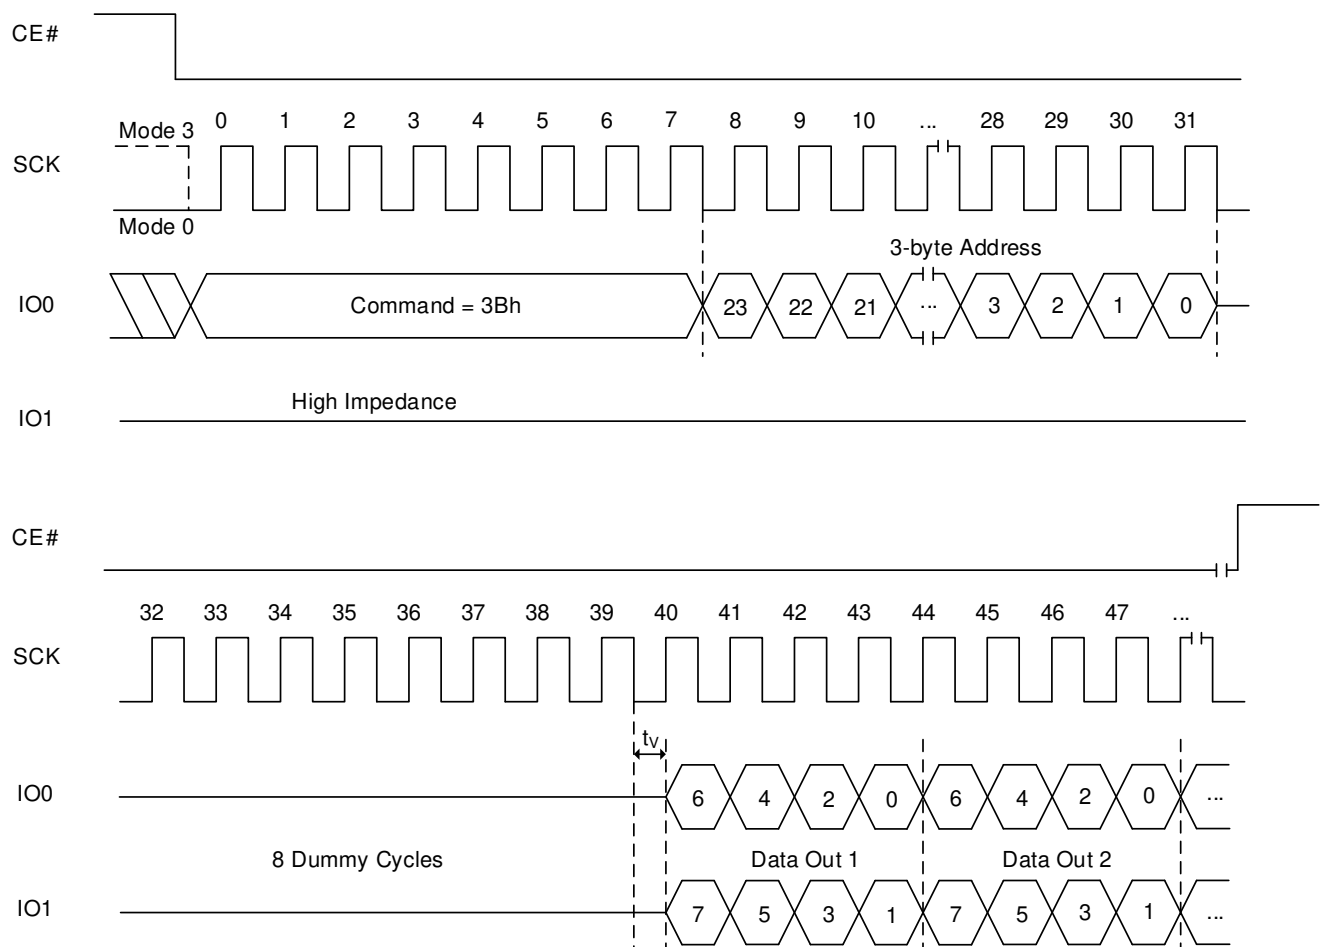 CE#
Mode 3 0 1 2 3 4 5 6 7 8 9 10 ... 28 29 30 31
SCK
Mode 0
3-byte Address
IO0 Command = 3Bh 23 22 21 ... 3 2 1 0
High Impedance
IO1
CE#
32 33 34 35 36 37 38 39 40 41 42 43 44 45 46 47 ...
SCK
tV
IO0 6 4 2 0 6 4 2 0 ...
8 Dummy Cycles Data Out 1 Data Out 2
IO1 7 5 3 1 7 5 3 1 ...